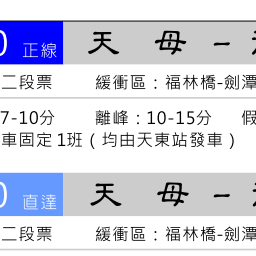 0 正線 天 母 -
二段票 緩衝區：福林橋-劍潭
7-10分 離峰：10-15分 假
車固定1班（均由天東站發車）
0 直達 天 母 -
二段票 緩衝區：福林橋-劍潭